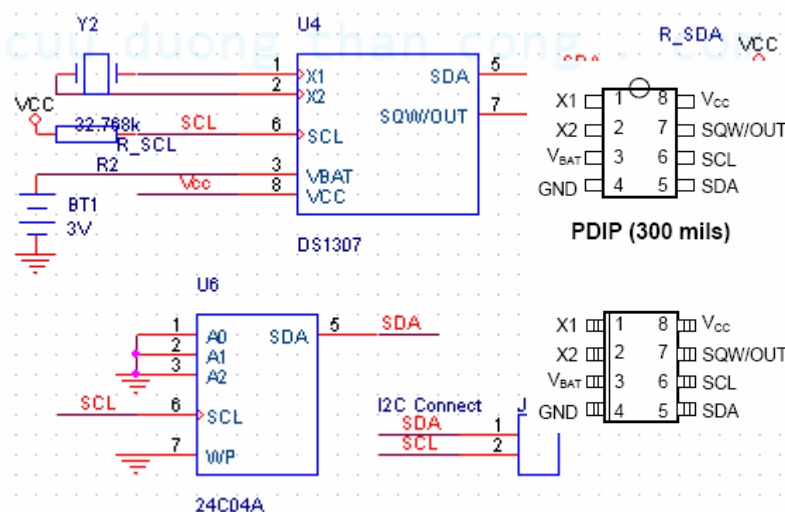 cuu duong than cong . com
Y2
U4
R_SDA
VCC
1
X1
SDA
5
2
X2
SQW/OUT
7
VCC
32.768k
SCL
6
SCL
R_SCL
R2
3
VBAT
Vcc
8
VCC
BT1
3V
DS1307
X1 1 8 VCC
X2 2 7 SQW/OUT
VBAT 3 6 SCL
GND 4 5 SDA
PDIP (300 mils)
U6
1
A0
SDA
5
SDA
2
A1
3
A2
SCL
6
SCL
7
WP
24C04A
I2C Connect
J
SDA
1
SCL
2
X1 1 8 VCC
X2 2 7 SQW/OUT
VBAT 3 6 SCL
GND 4 5 SDA